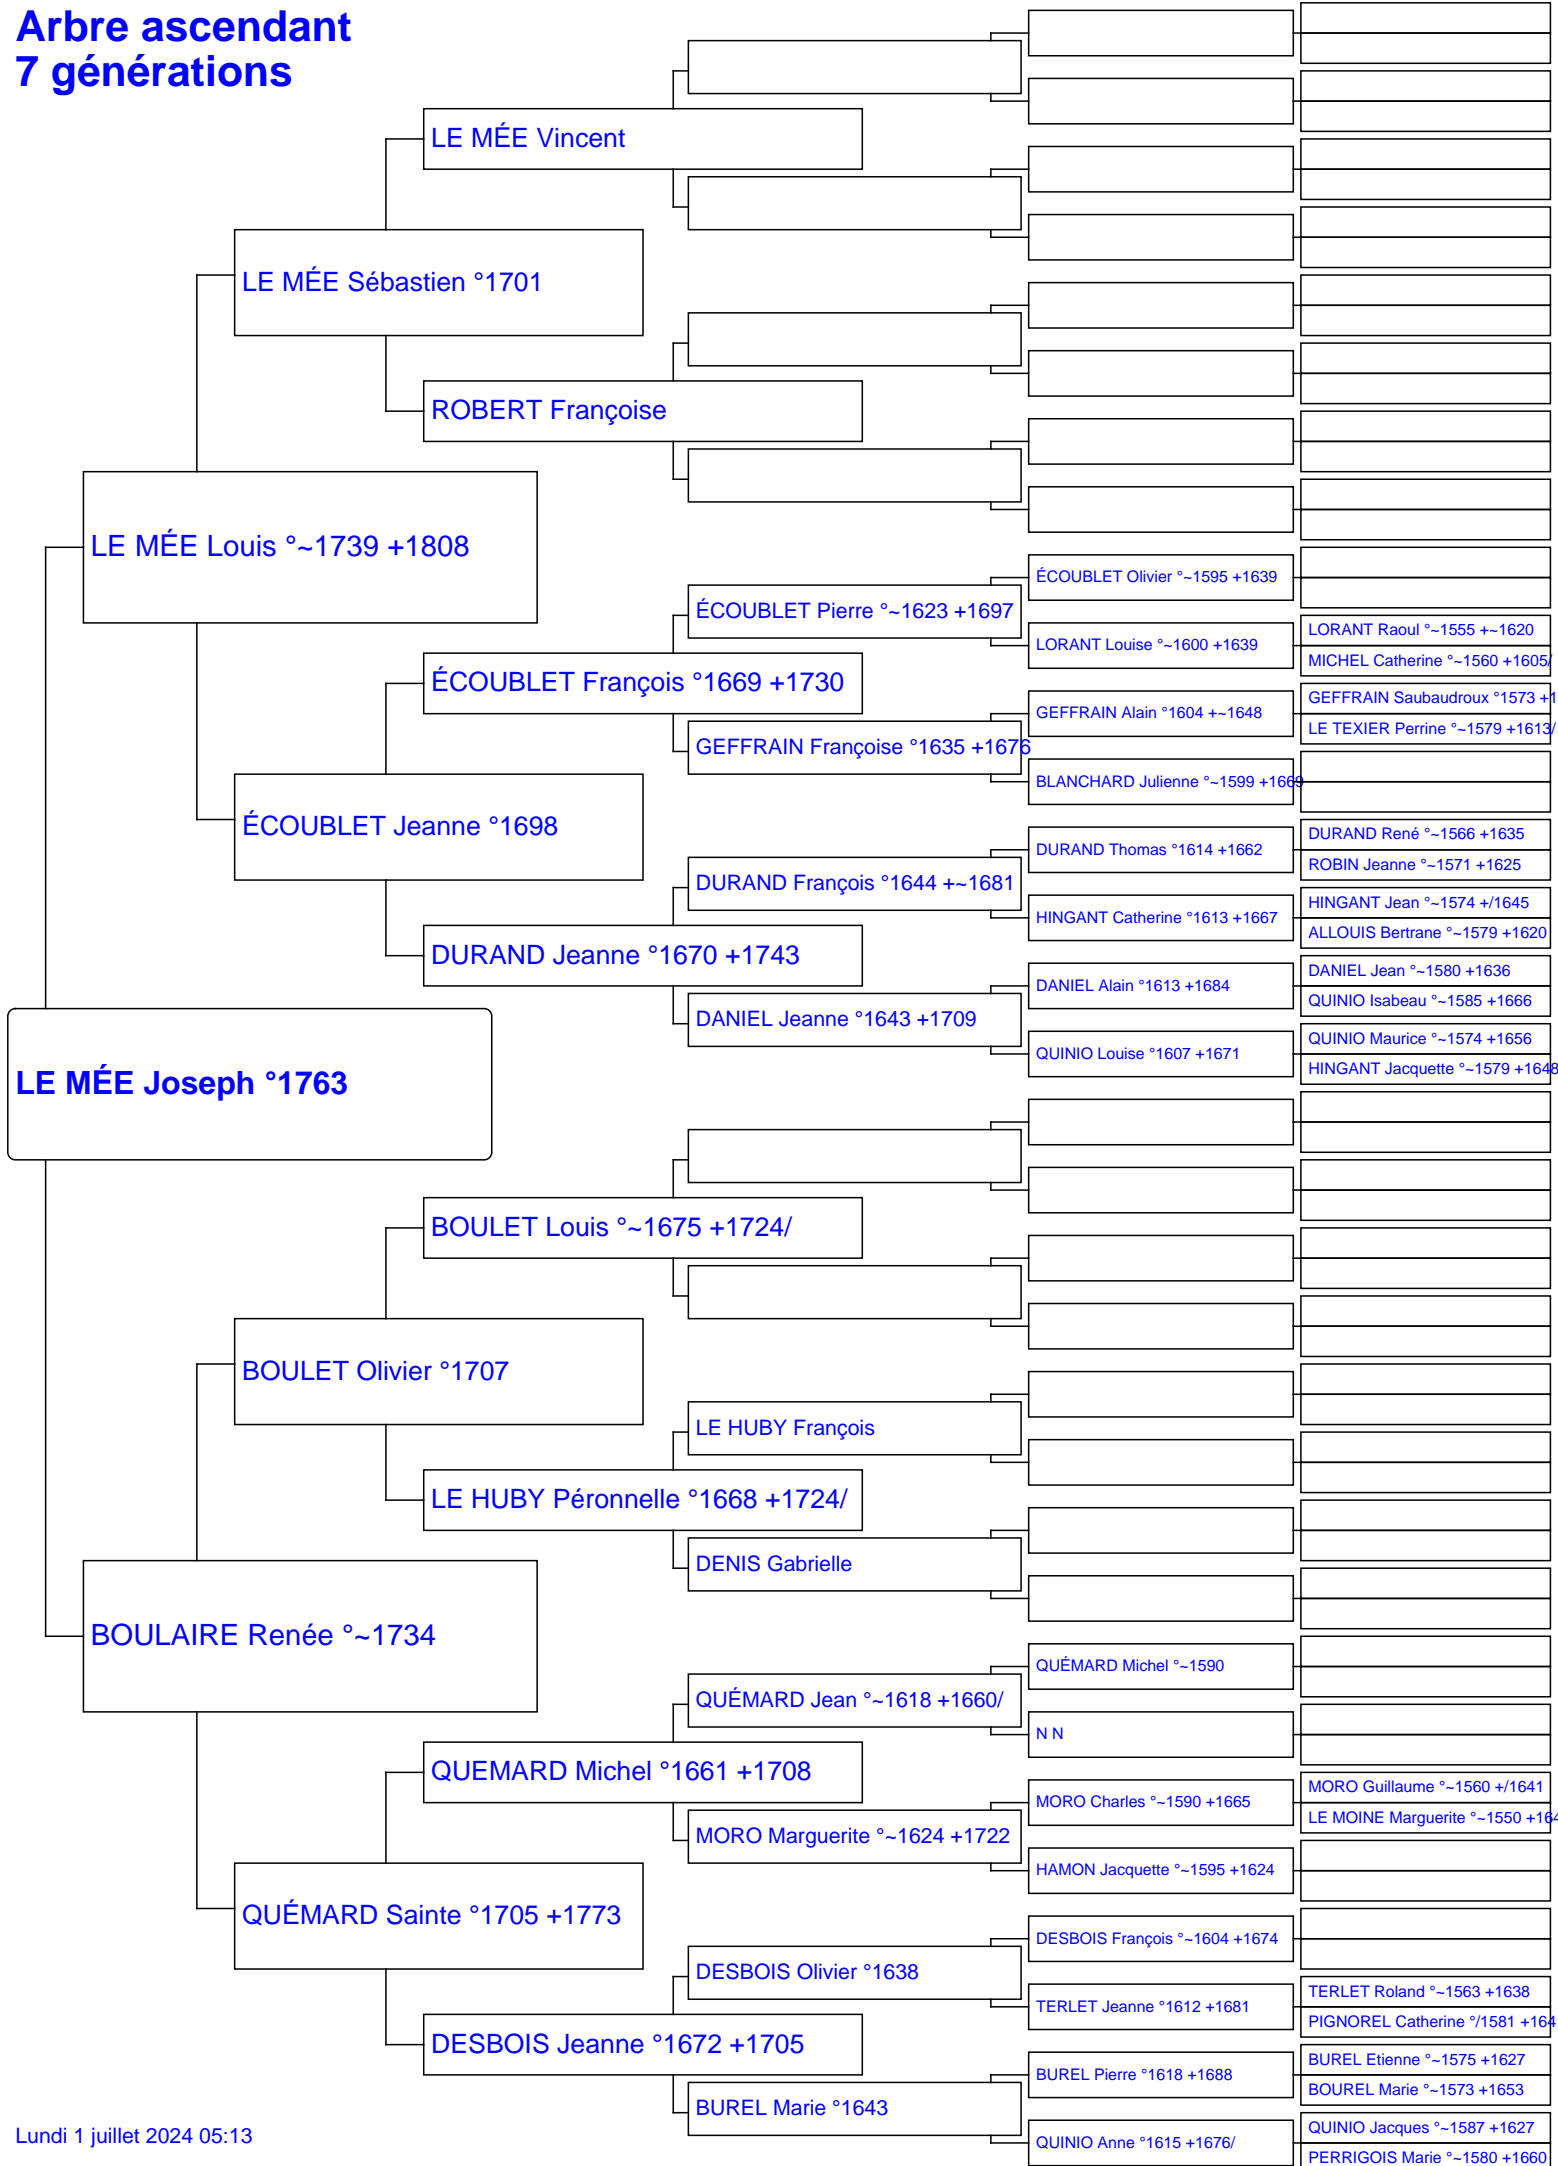 Arbre ascendant
7 générations
LE MÉE Vincent
LE MÉE Sébastien °1701
ROBERT Françoise
LE MÉE Louis °~1739 +1808
ÉCOUBLET Olivier °~1595 +1639
ÉCOUBLET Pierre °~1623 +1697
LORANT Raoul °~1555 +~1620
LORANT Louise °~1600 +1639
MICHEL Catherine °~1560 +1605/
ÉCOUBLET François °1669 +1730
GEFFRAIN Saubaudroux °1573 +1
GEFFRAIN Alain °1604 +~1648
LE TEXIER Perrine °~1579 +1613/
GEFFRAIN Françoise °1635 +1676
BLANCHARD Julienne °~1599 +1669
ÉCOUBLET Jeanne °1698
DURAND René °~1566 +1635
DURAND Thomas °1614 +1662
ROBIN Jeanne °~1571 +1625
DURAND François °1644 +~1681
HINGANT Jean °~1574 +/1645
HINGANT Catherine °1613 +1667
ALLOUIS Bertrane °~1579 +1620
DURAND Jeanne °1670 +1743
DANIEL Jean °~1580 +1636
DANIEL Alain °1613 +1684
QUINIO Isabeau °~1585 +1666
DANIEL Jeanne °1643 +1709
QUINIO Maurice °~1574 +1656
QUINIO Louise °1607 +1671
HINGANT Jacquette °~1579 +1648
LE MÉE Joseph °1763
BOULET Louis °~1675 +1724/
BOULET Olivier °1707
LE HUBY François
LE HUBY Péronnelle °1668 +1724/
DENIS Gabrielle
BOULAIRE Renée °~1734
QUÉMARD Michel °~1590
QUÉMARD Jean °~1618 +1660/
N N
QUEMARD Michel °1661 +1708
MORO Guillaume °~1560 +/1641
MORO Charles °~1590 +1665
LE MOINE Marguerite °~1550 +164
MORO Marguerite °~1624 +1722
HAMON Jacquette °~1595 +1624
QUÉMARD Sainte °1705 +1773
DESBOIS François °~1604 +1674
DESBOIS Olivier °1638
TERLET Roland °~1563 +1638
TERLET Jeanne °1612 +1681
PIGNOREL Catherine °/1581 +164
DESBOIS Jeanne °1672 +1705
BUREL Etienne °~1575 +1627
BUREL Pierre °1618 +1688
BOUREL Marie °~1573 +1653
BUREL Marie °1643
QUINIO Jacques °~1587 +1627
QUINIO Anne °1615 +1676/
PERRIGOIS Marie °~1580 +1660
Lundi 1 juillet 2024 05:13